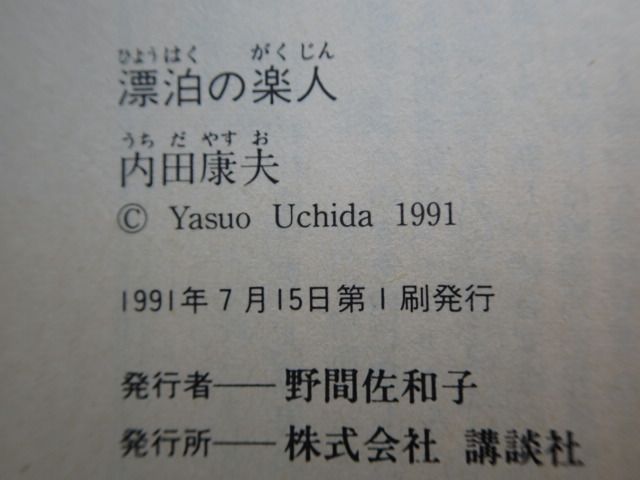 ひようはく がくじん
漂泊の楽人
うち だ やす お
内田康夫
© Yasuo Uchida 1991
1991年7月15日第1刷発行
発行者――野間佐和子
発行所――株式会社 講談社